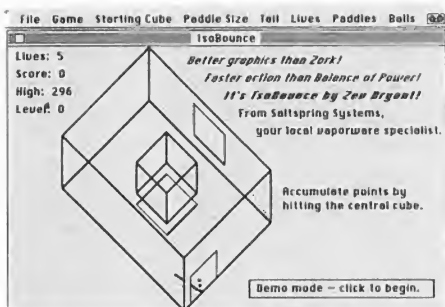 File Game Starting Cube Paddle Size Tail Lives Paddles Balls
IsoBounce
Lives: 5
Score: 0
High: 296
Level: 0
Better graphics than Zork!
Faster action than Balance of Power!
It's IsoBounce by Zev Bryant!
From Saltspring Systems,
your local vaporware specialist.
Accumulate points by
hitting the central cube.
Demo mode – click to begin.